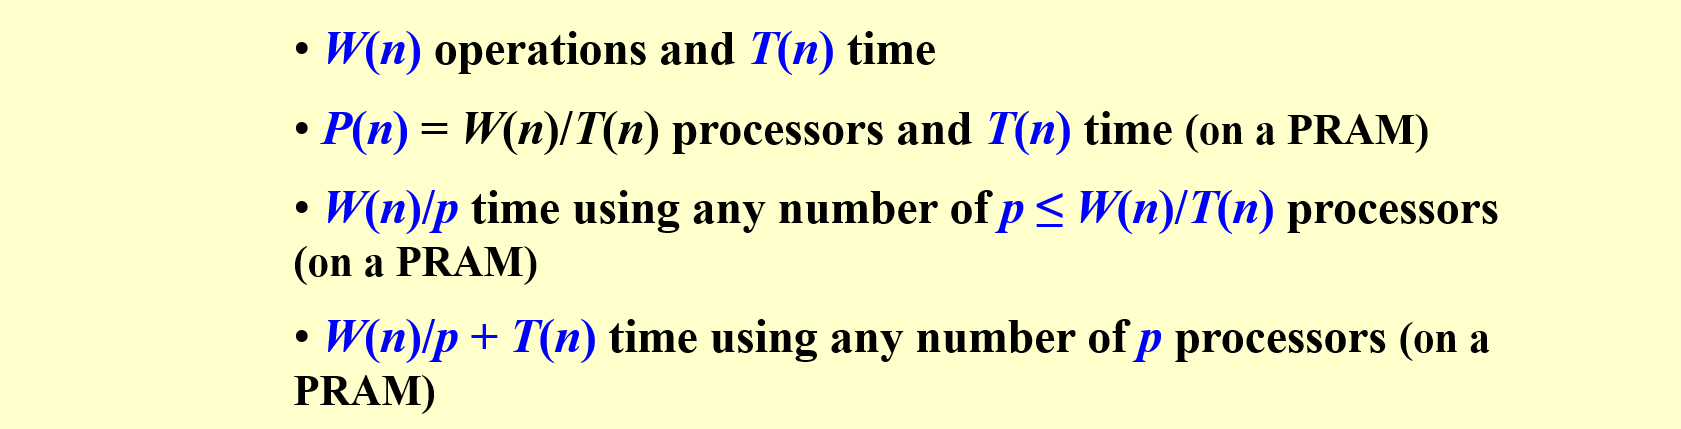 • W(n) operations and T(n) time
• P(n) = W(n)/T(n) processors and T(n) time (on a PRAM)
• W(n)/p time using any number of p ≤ W(n)/T(n) processors
(on a PRAM)
• W(n)/p + T(n) time using any number of p processors (on a
PRAM)